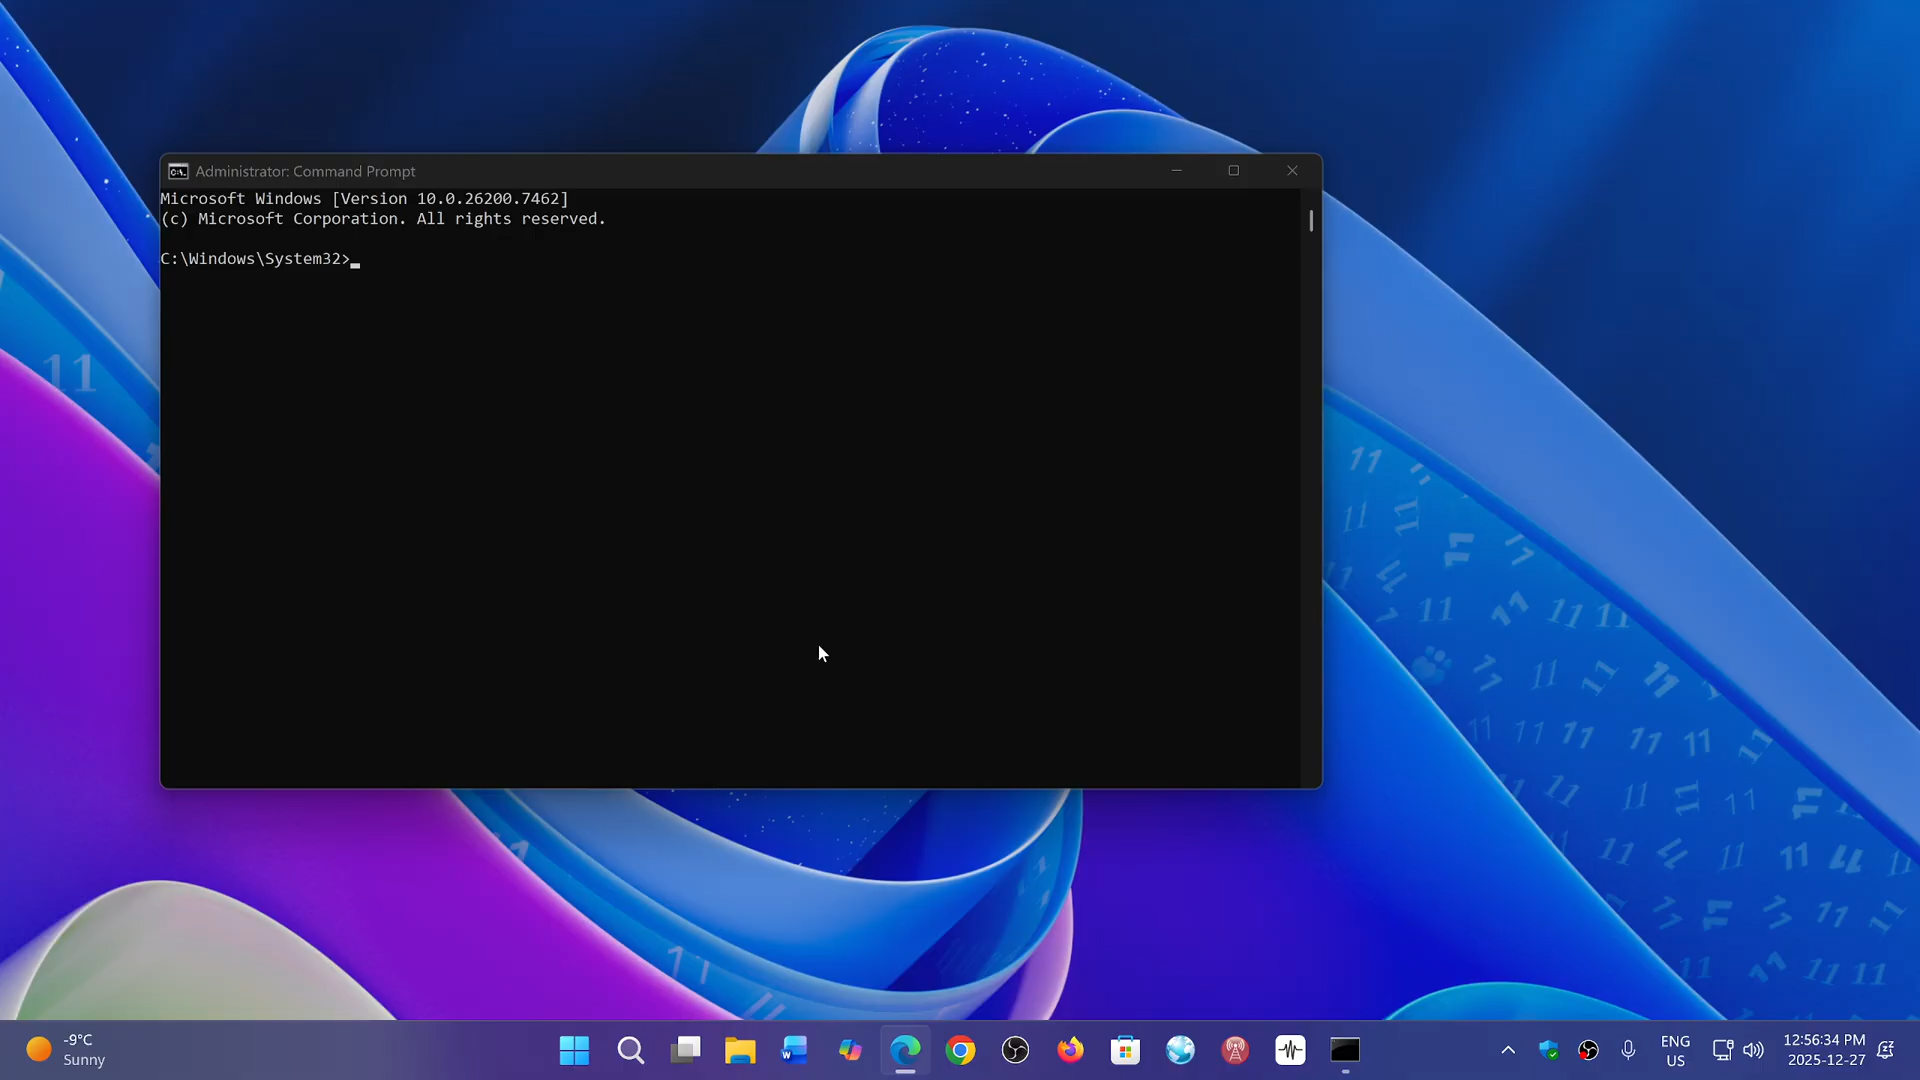 Administrator: Command Prompt
Microsoft Windows [Version 10.0.26200.7462]
(c) Microsoft Corporation. All rights reserved.
C:\Windows\System32>
-9°C
Sunny
ENG
US
12:56:34 PM
2025-12-27